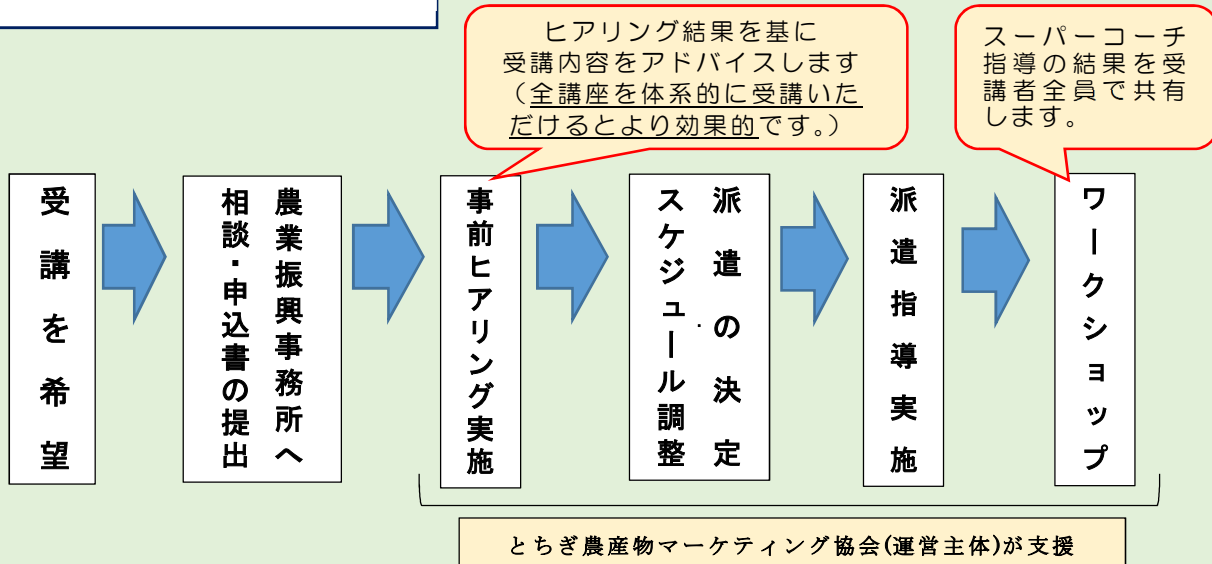 ヒアリング結果を基に
受講内容をアドバイスします
（全講座を体系的に受講いた
だけるとより効果的です。）
スーパーコーチ
指導の結果を受
講者全員で共有
します。
受講を希望
農業振興事務所へ
相談・申込書の提出
事前ヒアリング実施
派遣の決定
スケジュール調整
派遣指導実施
ワークショップ
とちぎ農産物マーケティング協会(運営主体)が支援